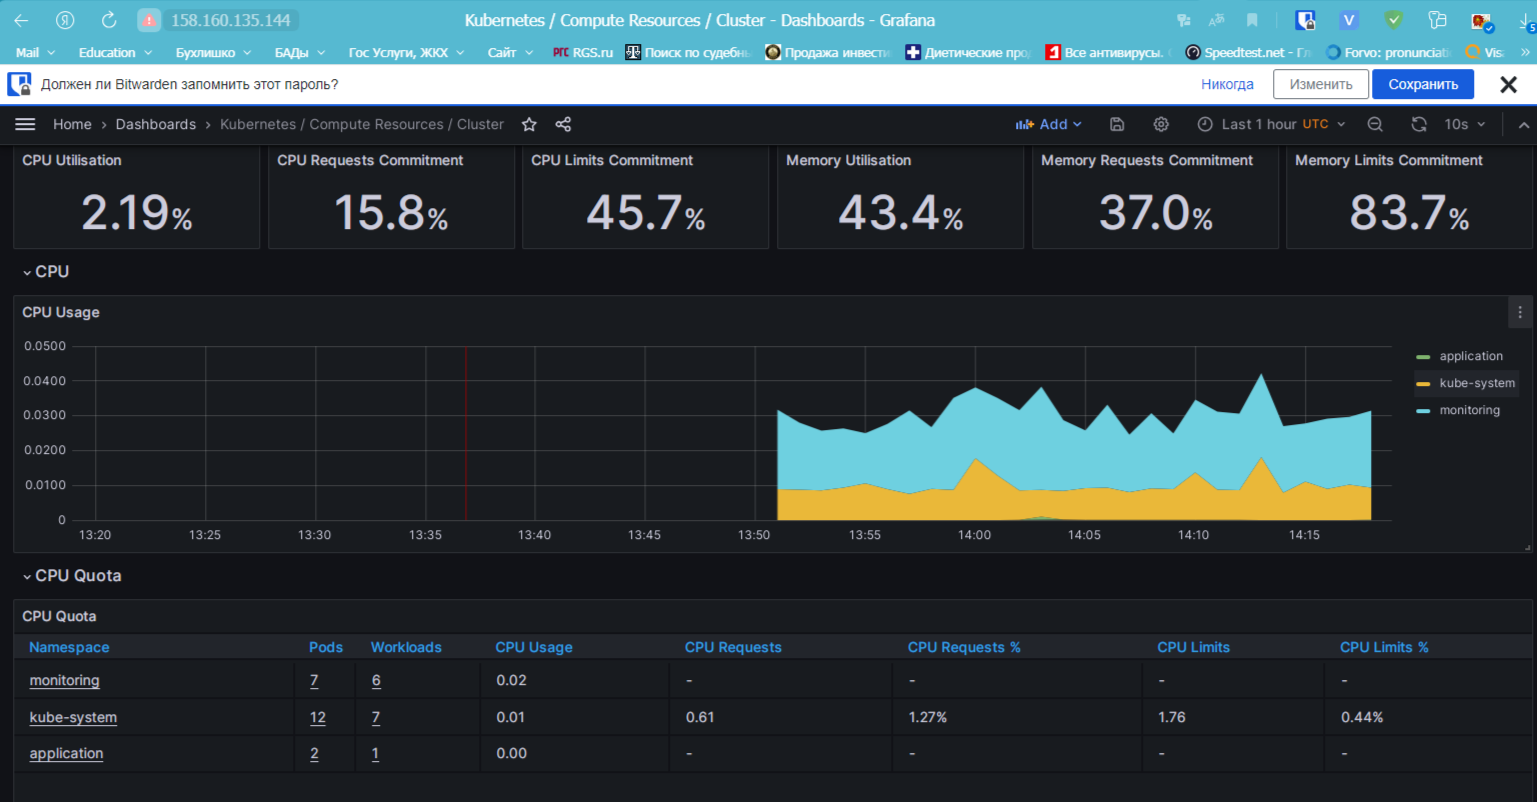 158.160.135.144 Kubernetes / Compute Resources / Cluster - Dashboards - Grafana
Mail Education Бухлишко БАДы Гос Услуги, ЖКХ Сайт РГС RGS.ru Поиск по судебн Продажа инвести Диетические про Все антивирусы. Speedtest.net - Гл Forvo: pronunciati Vis »
Должен ли Bitwarden запомнить этот пароль? Никогда Изменить Сохранить
Home > Dashboards > Kubernetes / Compute Resources / Cluster Add Last 1 hour UTC 10s
CPU Utilisation CPU Requests Commitment CPU Limits Commitment Memory Utilisation Memory Requests Commitment Memory Limits Commitment
2.19% 15.8% 45.7% 43.4% 37.0% 83.7%
CPU
CPU Usage
0.0500
0.0400
0.0300
0.0200
0.0100
0
13:20 13:25 13:30 13:35 13:40 13:45 13:50 13:55 14:00 14:05 14:10 14:15
application
kube-system
monitoring
CPU Quota
CPU Quota
Namespace Pods Workloads CPU Usage CPU Requests CPU Requests % CPU Limits CPU Limits %
monitoring 7 6 0.02 - - - -
kube-system 12 7 0.01 0.61 1.27% 1.76 0.44%
application 2 1 0.00 - - - -